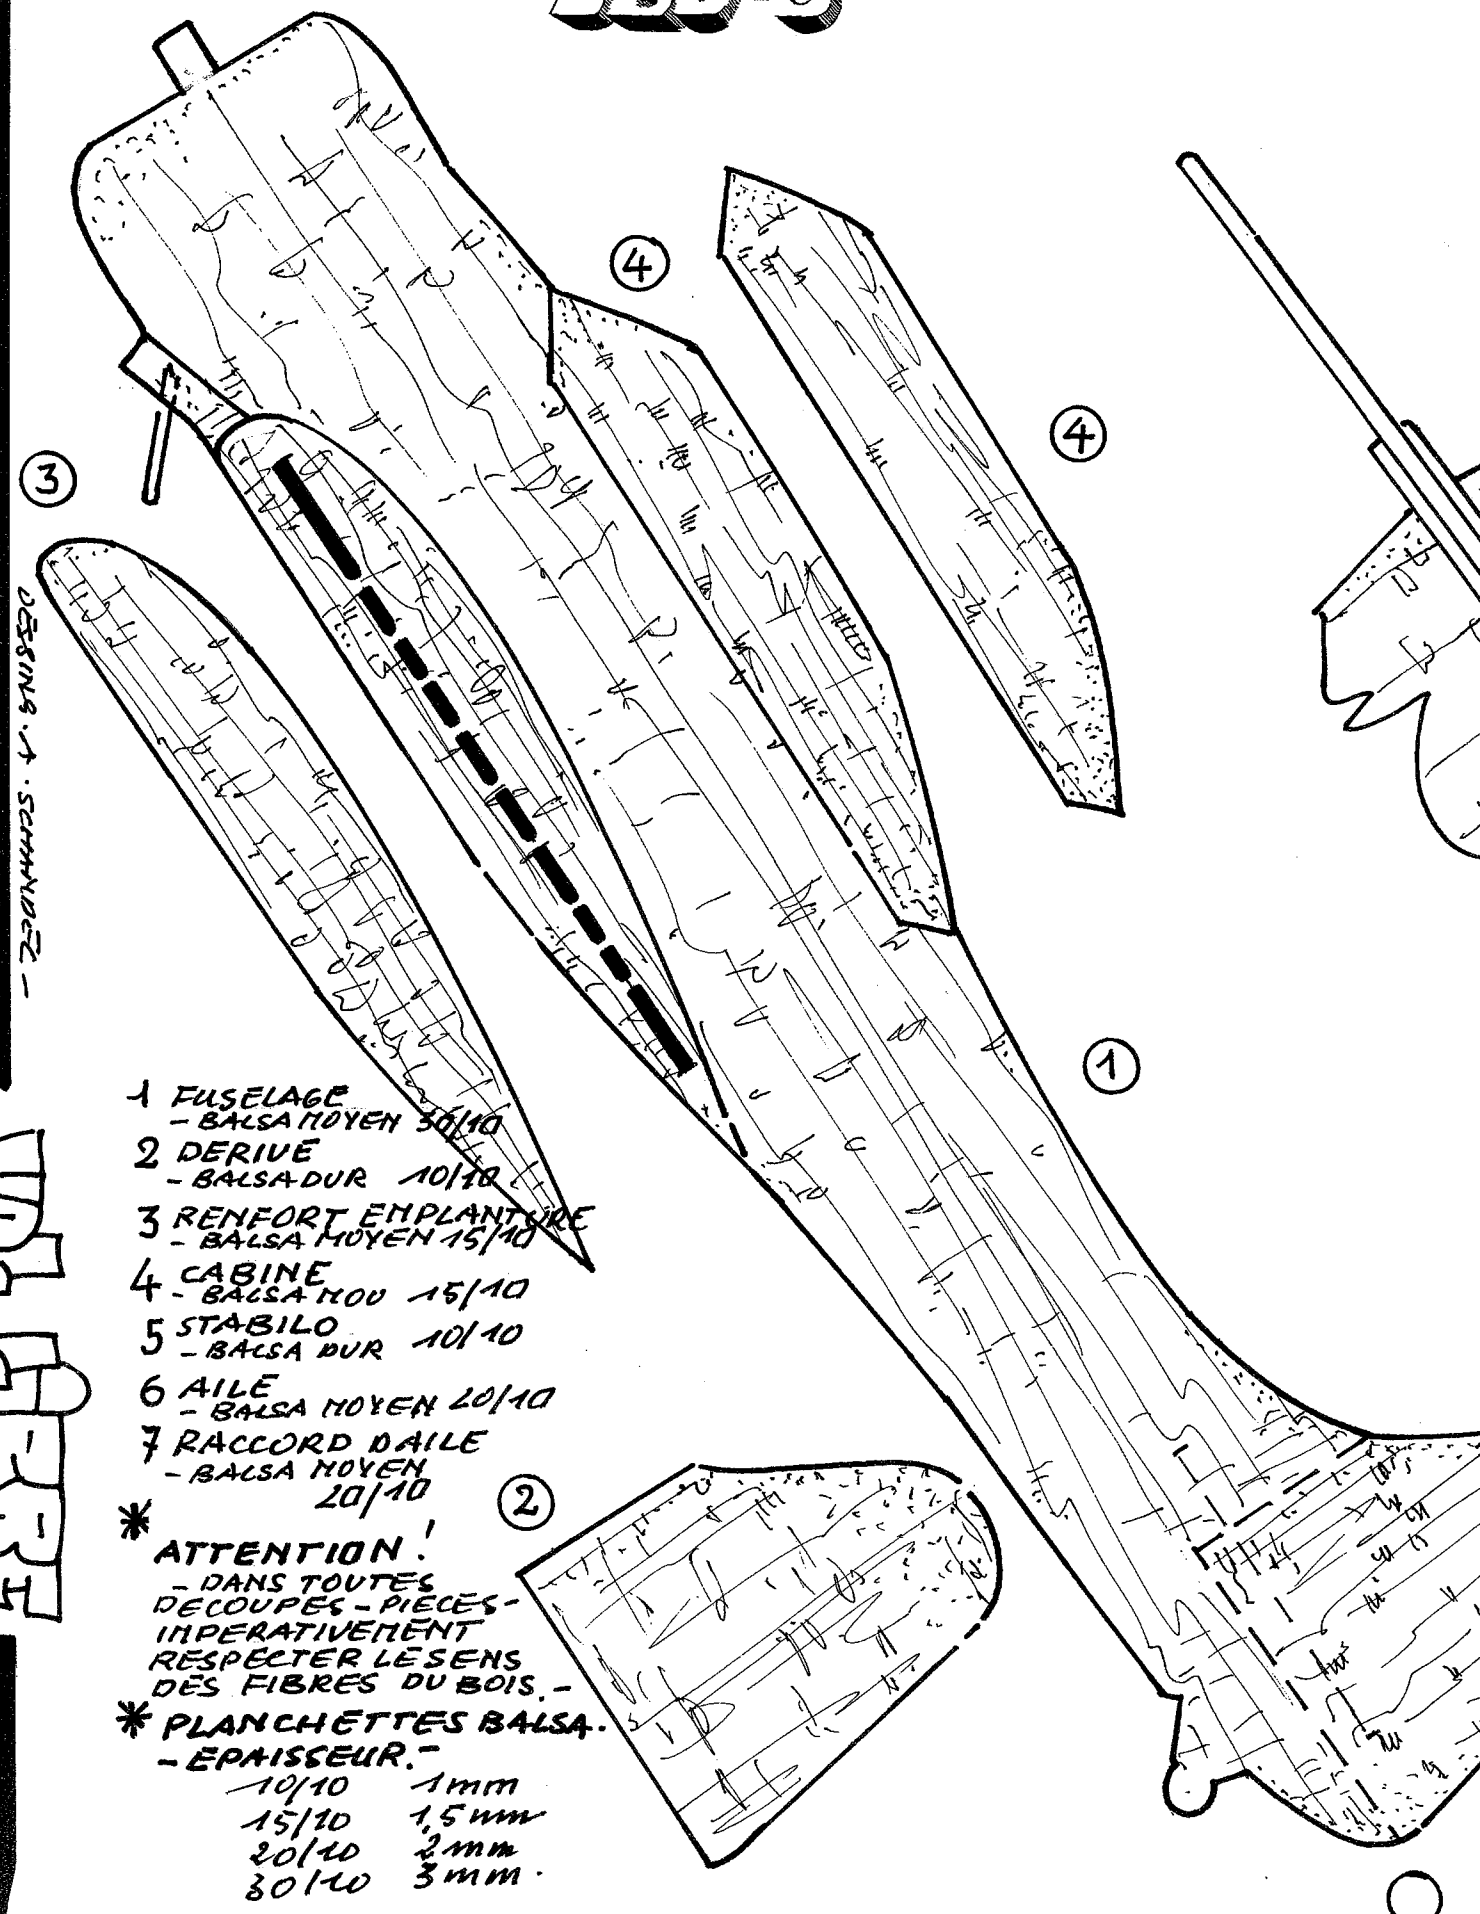 4
4
3
1
DESSINS. A. SCHANDEL -
1 FUSELAGE
- BALSA MOYEN 30/10
2 DERIVE
- BALSA DUR 10/10
3 RENFORT EMPLANTURE
- BALSA MOYEN 15/10
4 CABINE
- BALSA MOU 15/10
5 STABILO
- BALSA DUR 10/10
6 AILE
- BALSA MOYEN 20/10
7 RACCORD DAILE
- BALSA MOYEN
20/10
2
* ATTENTION!
- DANS TOUTES
DECOUPES - PIECES -
IMPERATIVEMENT
RESPECTER LE SENS
DES FIBRES DU BOIS. -
* PLANCHETTES BALSA.
- EPAISSEUR. -
10/10 1mm
15/10 1,5mm
20/10 2mm
30/10 3mm.